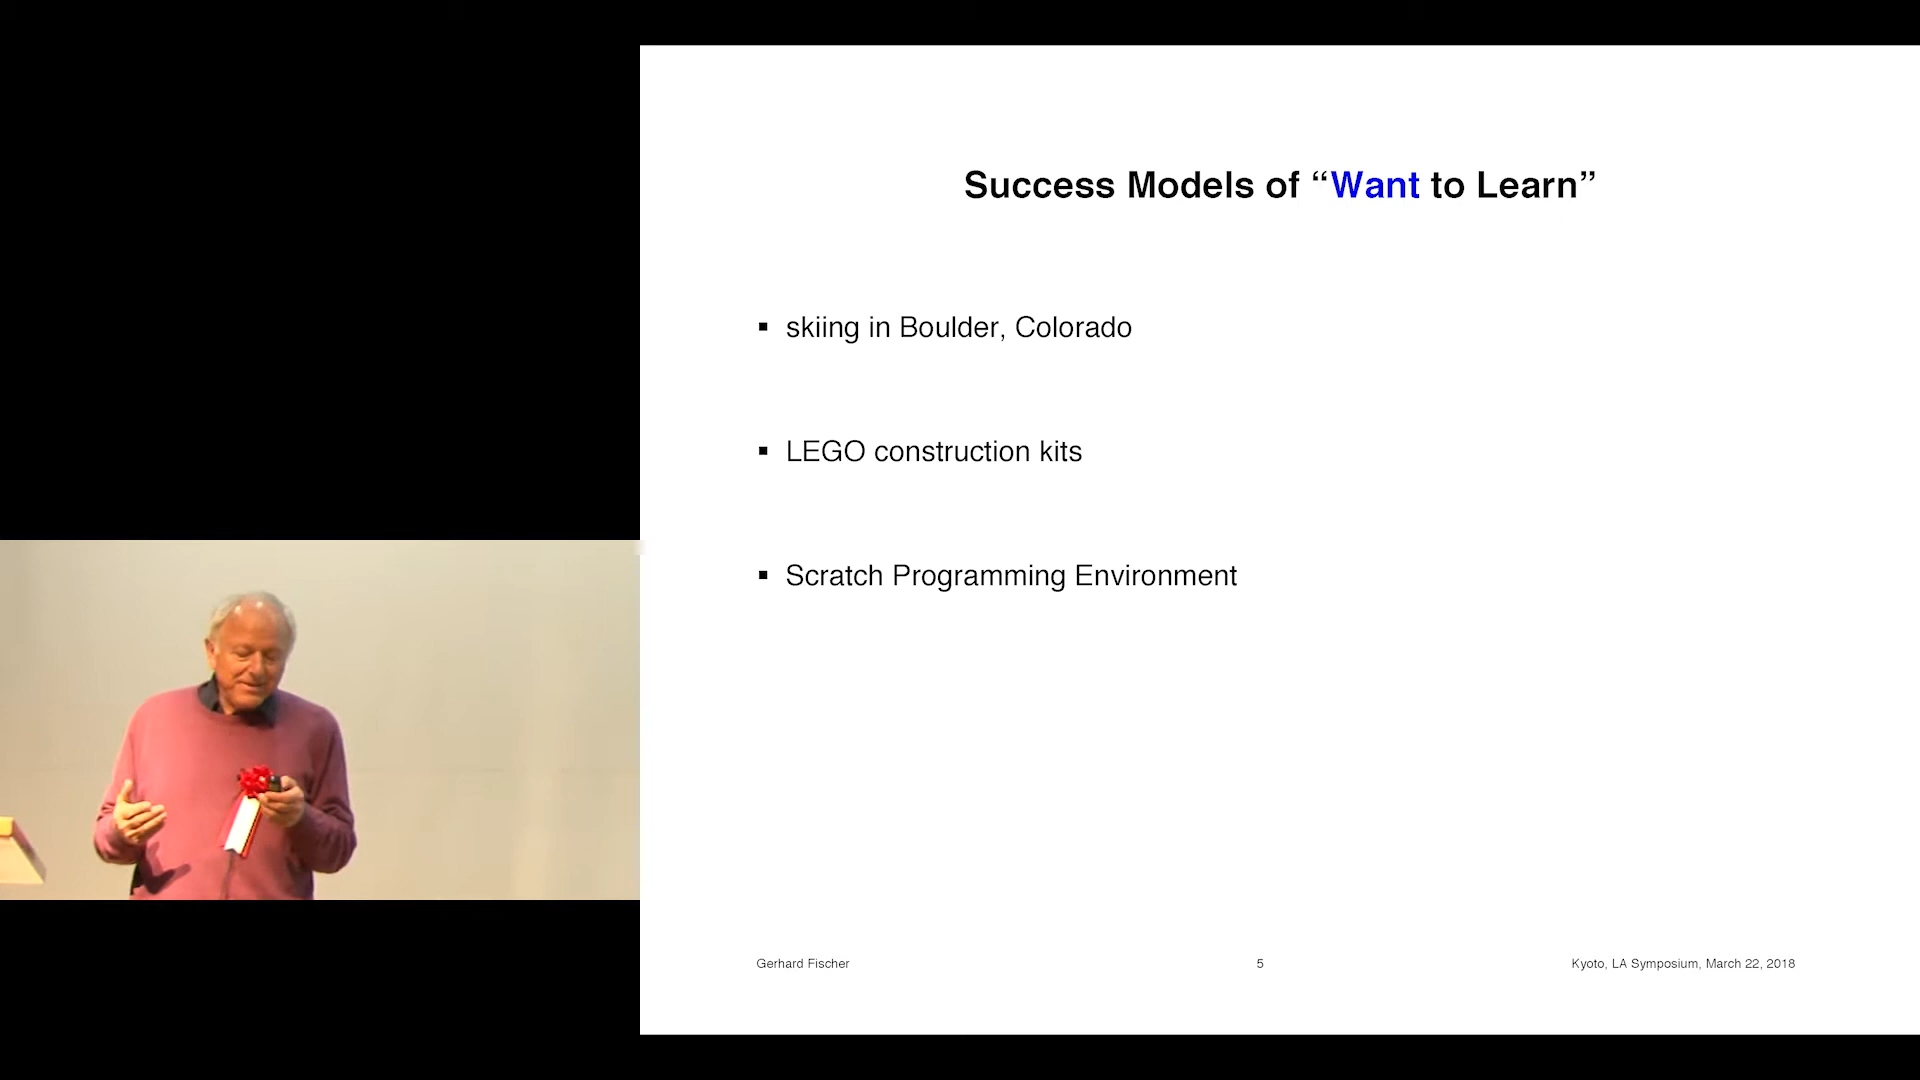 Success Models of “Want to Learn”
▪ skiing in Boulder, Colorado
▪ LEGO construction kits
▪ Scratch Programming Environment
Gerhard Fischer 5 Kyoto, LA Symposium, March 22, 2018